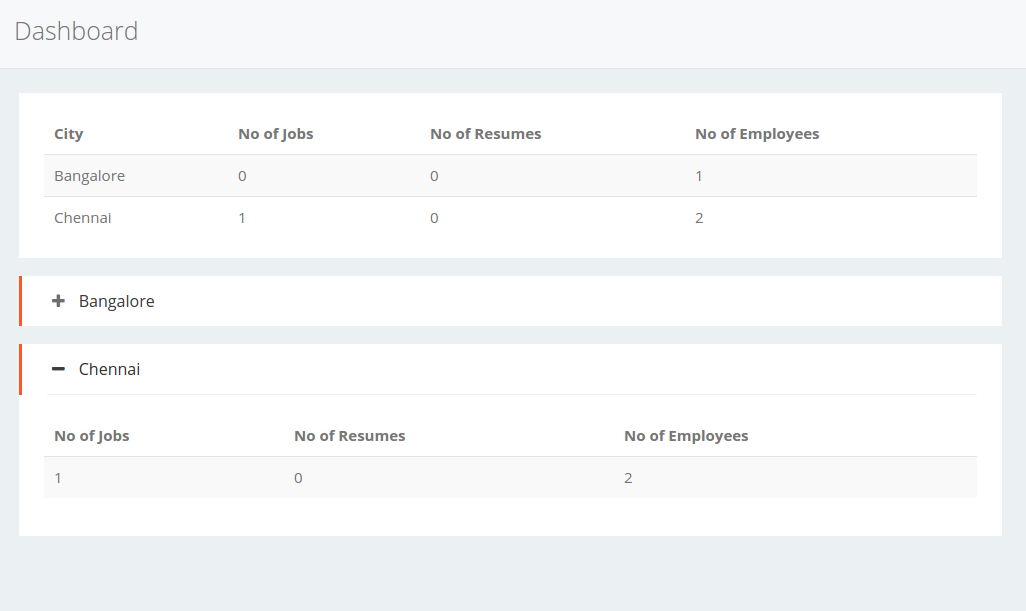 Dashboard
City No of Jobs No of Resumes No of Employees
Bangalore 0 0 1
Chennai 1 0 2
Bangalore
Chennai
No of Jobs No of Resumes No of Employees
1 0 2